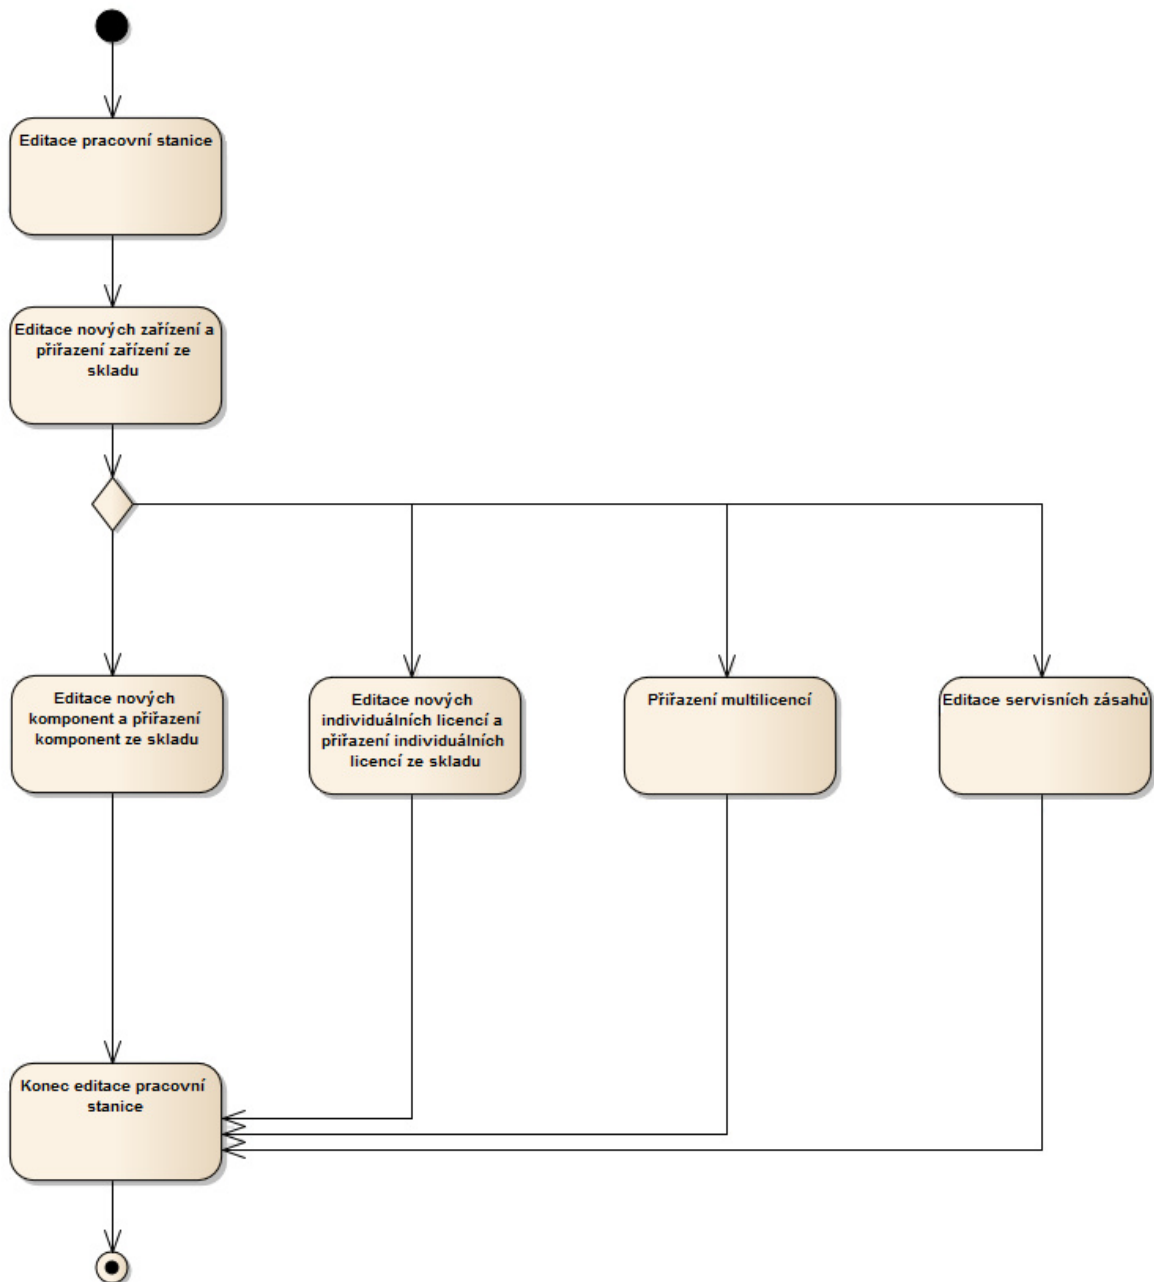 Editace pracovní stanice
Editace nových zařízení a
přiřazení zařízení ze
skladu
Editace nových
komponent a přiřazení
komponent ze skladu
Editace nových
individuálních licencí a
přiřazení individuálních
licencí ze skladu
Přiřazení multilicencí
Editace servisních zásahů
Konec editace pracovní
stanice